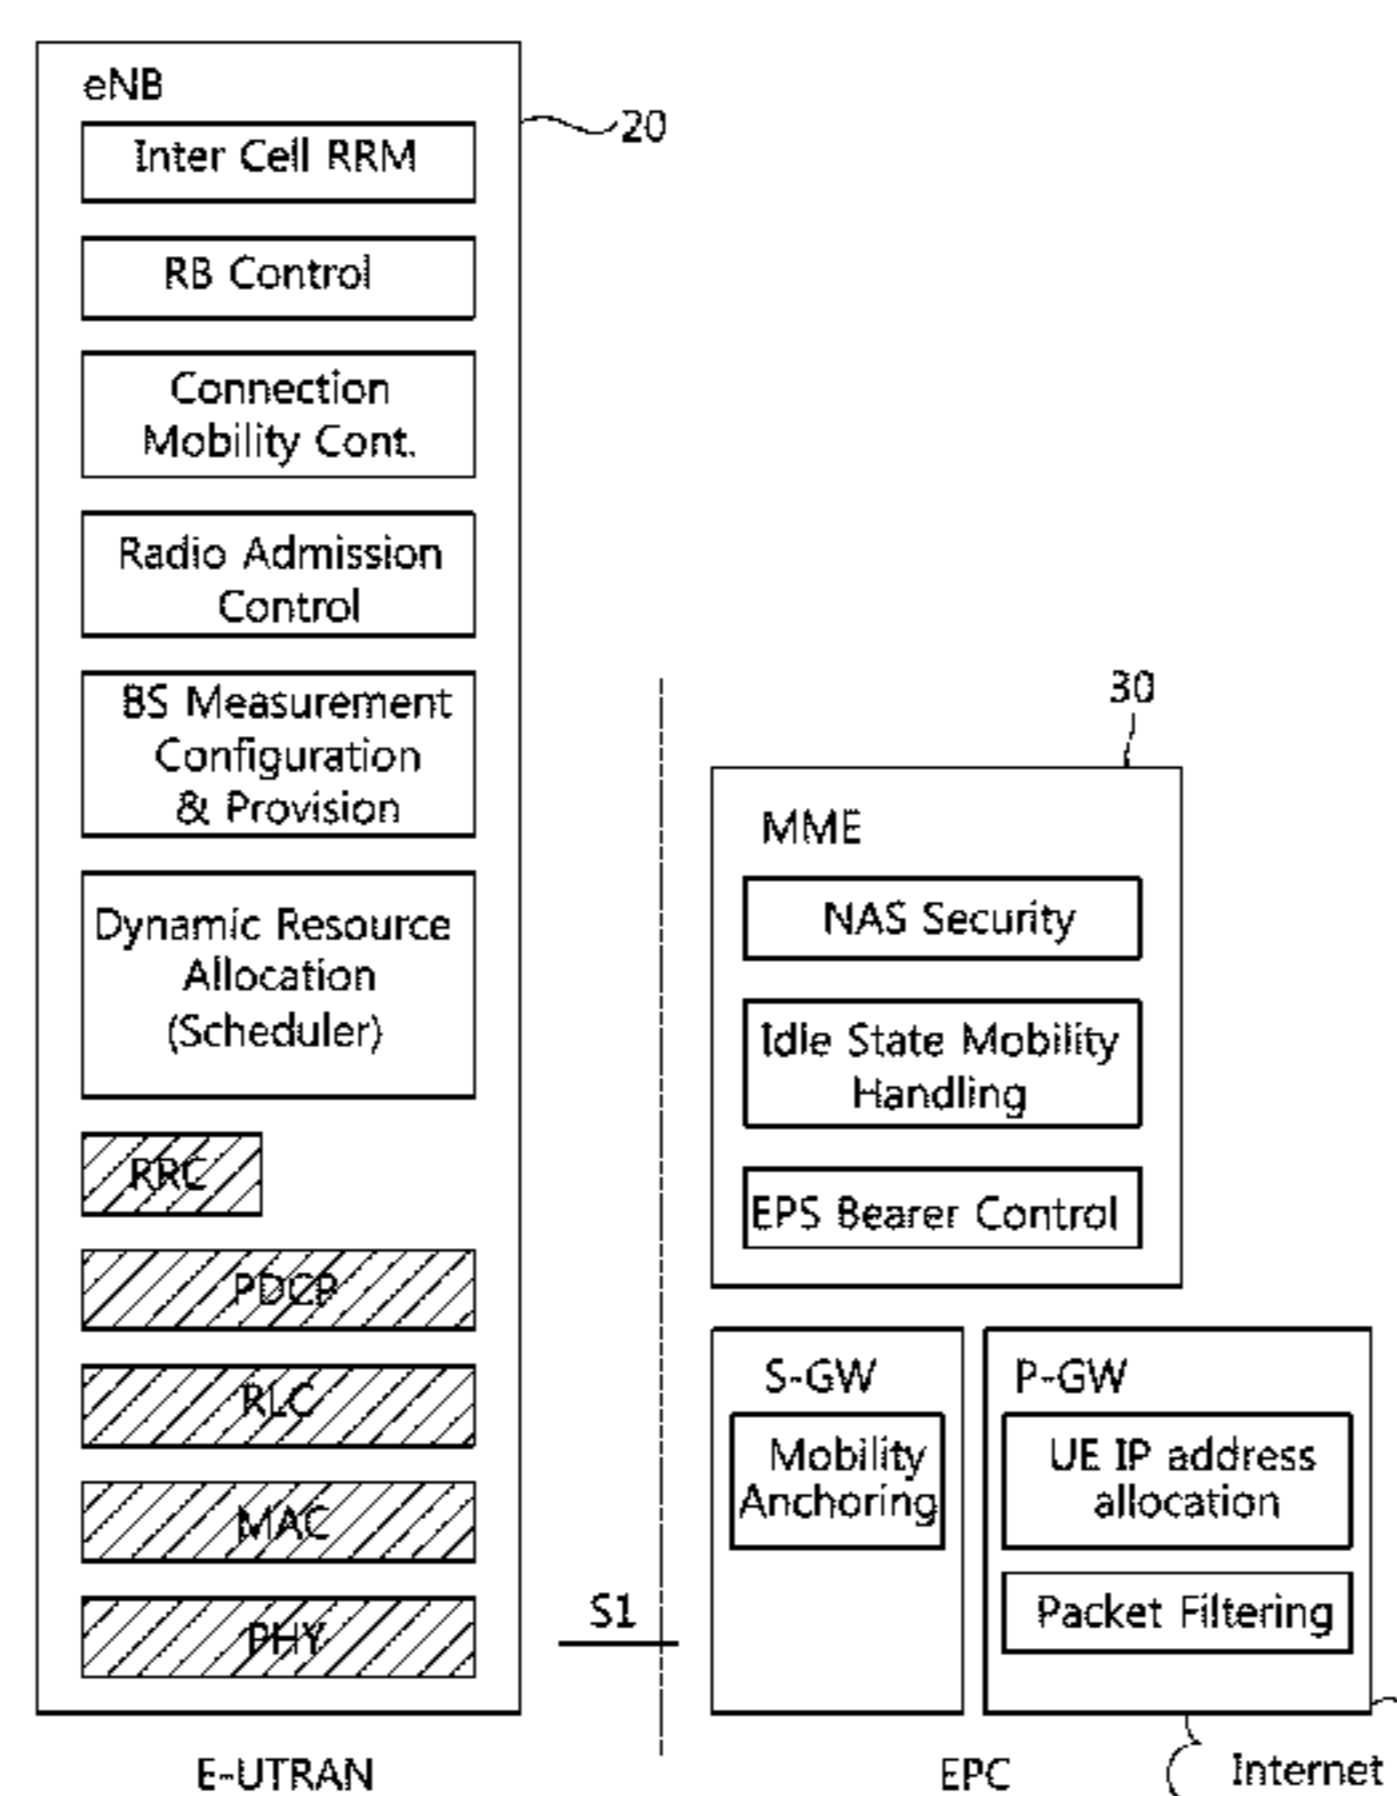 eNB
20
Inter Cell RRM
RB Control
Connection
Mobility Cont.
Radio Admission
Control
BS Measurement
Configuration
& Provision
Dynamic Resource
Allocation
(Scheduler)
RRC
PDCP
RLC
MAC
PHY
S1
E-UTRAN
30
MME
NAS Security
Idle State Mobility
Handling
EPS Bearer Control
S-GW
Mobility
Anchoring
P-GW
UE IP address
allocation
Packet Filtering
EPC
Internet